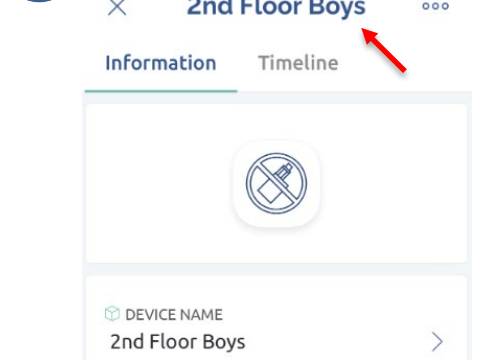 2nd Floor Boys
Information Timeline
DEVICE NAME
2nd Floor Boys